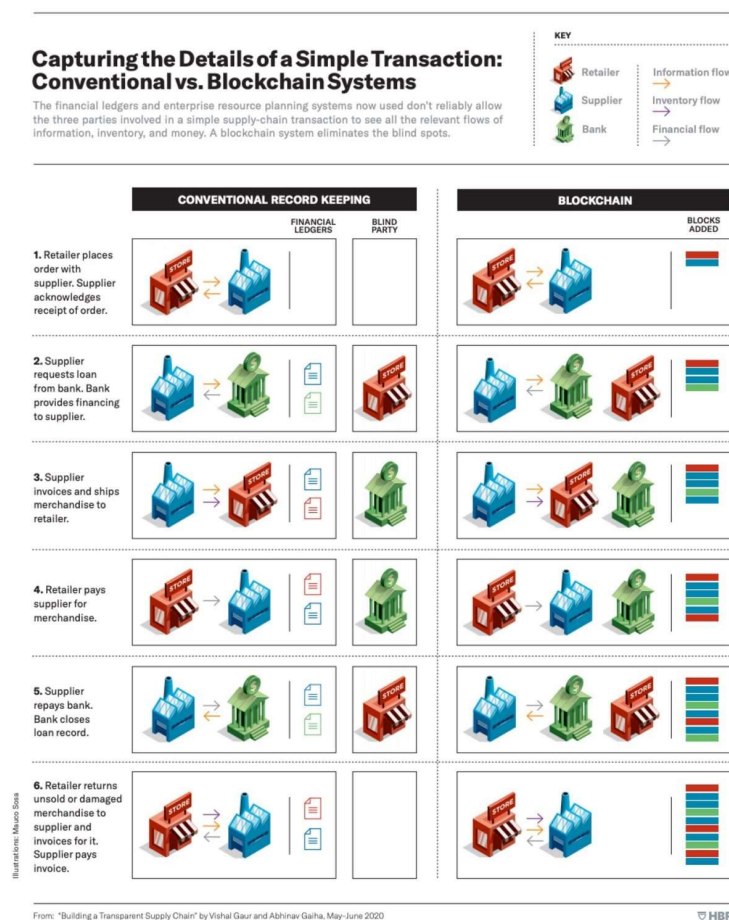 KEY
Capturing the Details of a Simple Transaction:
Conventional vs. Blockchain Systems
The financial ledgers and enterprise resource planning systems now used don't reliably allow
the three parties involved in a simple supply-chain transaction to see all the relevant flows of
information, inventory, and money. A blockchain system eliminates the blind spots.
Retailer
Information flow
Supplier
Inventory flow
Bank
Financial flow
CONVENTIONAL RECORD KEEPING
BLOCKCHAIN
FINANCIAL
LEDGERS
BLIND
PARTY
BLOCKS
ADDED
1. Retailer places
order with
supplier. Supplier
acknowledges
receipt of order.
STORE
STORE
2. Supplier
requests loan
from bank. Bank
provides financing
to supplier.
STORE
STORE
3. Supplier
invoices and ships
merchandise to
retailer.
STORE
STORE
4. Retailer pays
supplier for
merchandise.
STORE
STORE
5. Supplier
repays bank.
Bank closes
loan record.
STORE
STORE
6. Retailer returns
unsold or damaged
merchandise to
supplier and
invoices for it.
Supplier pays
invoice.
STORE
STORE
Illustrations: Mauco Sosa
From: "Building a Transparent Supply Chain" by Vishal Gaur and Abhinav Gaiha, May-June 2020
HBR